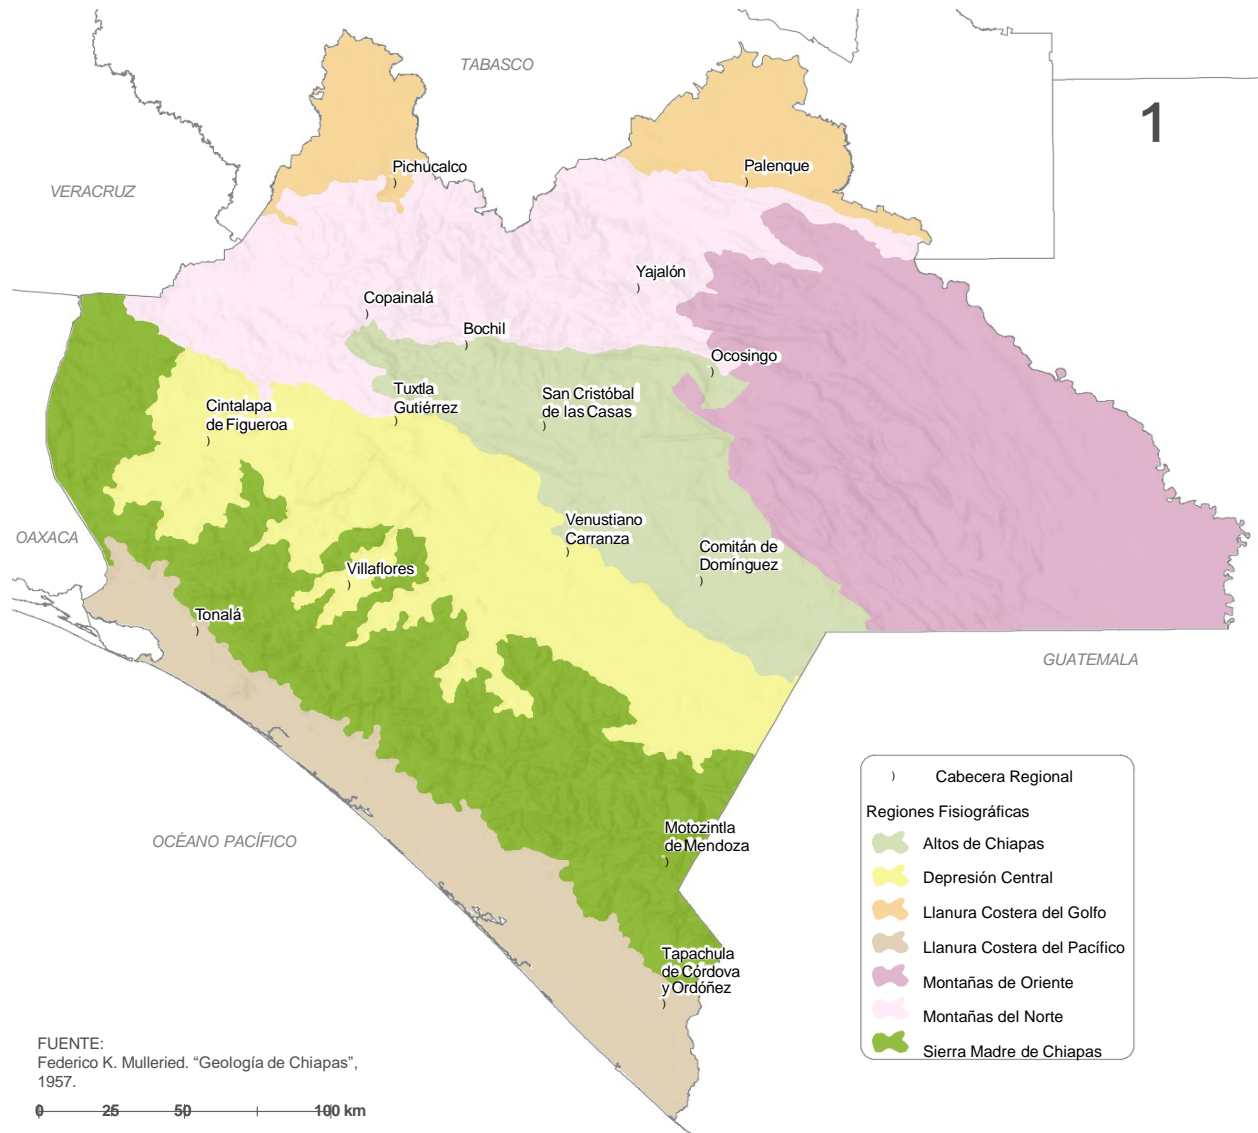 TABASCO
1
Pichucalco
Palenque
VERACRUZ
Yajalón
Copainalá
Bochil
Ocosingo
Tuxtla
Gutiérrez
San Cristóbal
de las Casas
Cintalapa
de Figueroa
Venustiano
Carranza
OAXACA
Comitán de
Domínguez
Villaflores
Tonalá
GUATEMALA
Cabecera Regional
Regiones Fisiográficas
Altos de Chiapas
Depresión Central
Llanura Costera del Golfo
Llanura Costera del Pacífico
Montañas de Oriente
Montañas del Norte
Sierra Madre de Chiapas
OCÉANO PACÍFICO
Motozintla
de Mendoza
Tapachula
de Córdova
y Ordóñez
FUENTE:
Federico K. Mulleried. “Geología de Chiapas”,
1957.
0 25 50 100 km